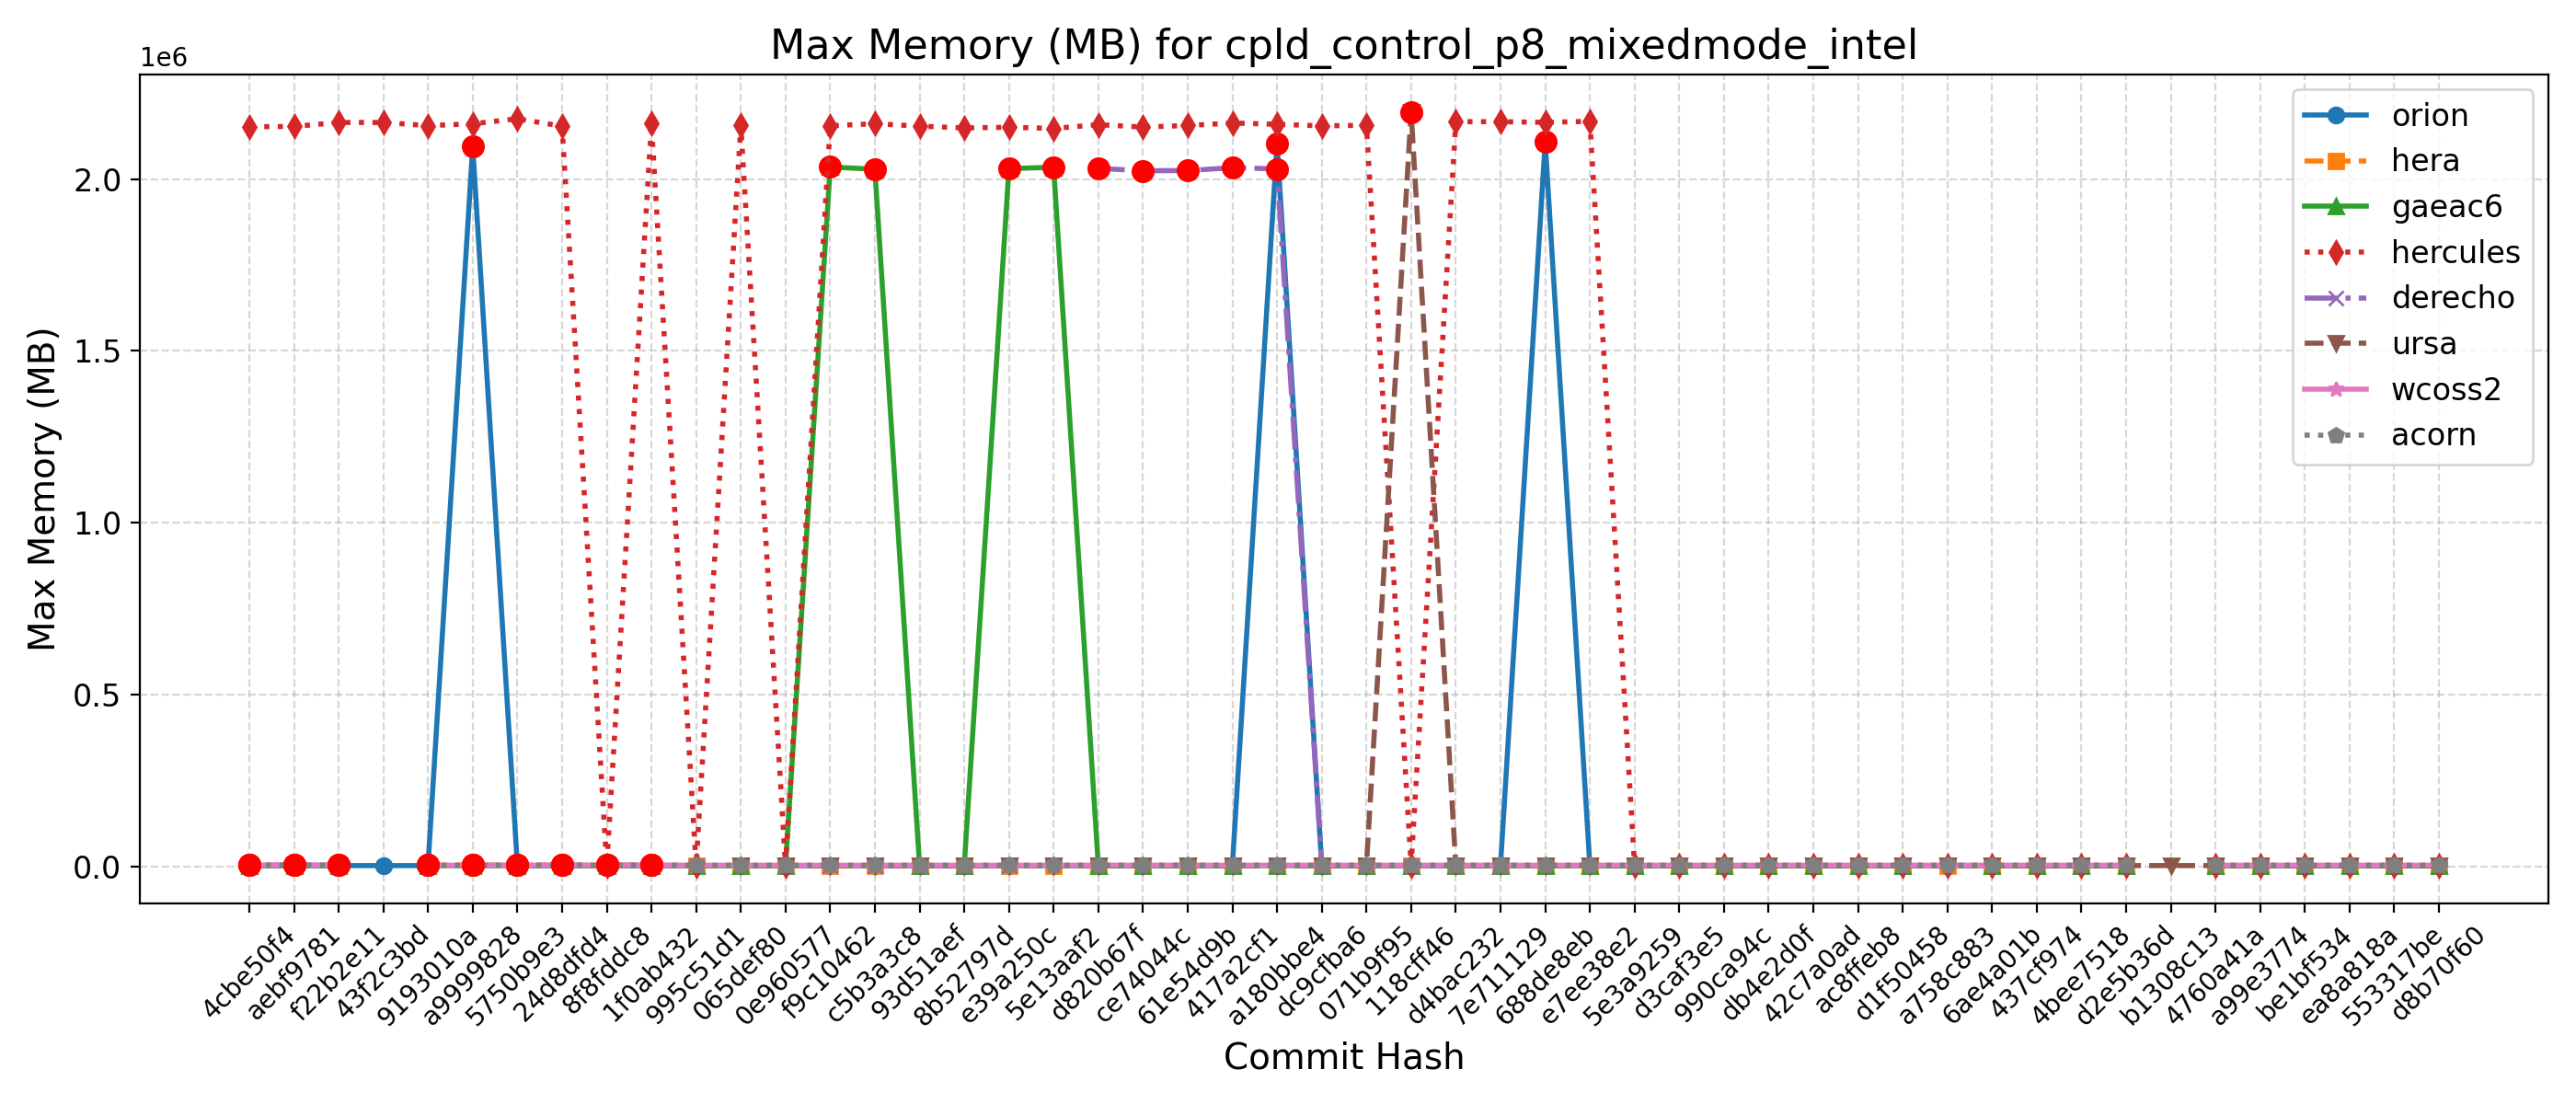 Max Memory (MB) for cpld_control_p8_mixedmode_intel
1e6
Max Memory (MB)
2.0
1.5
1.0
0.5
0.0
orion
hera
gaeac6
hercules
derecho
ursa
wcoss2
acorn
4cbe50f4
aebf9781
f22b2e11
43f2c3bd
9193010a
a9999828
5750b9e3
24d8dfd4
8f8fddc8
1f0ab432
995c51d1
065def80
0e960577
f9c10462
c5b3a3c8
93d51aef
8b52797d
e39a250c
5e13aaf2
d820b67f
ce74044c
61e54d9b
417a2cf1
a180bbe4
dc9cfba6
071b9f95
118cff46
d4bac232
7e711129
688de8eb
e7ee38e2
5e3a9259
d3caf3e5
990ca94c
db4e2d0f
42c7a0ad
ac8ffeb8
d1f50458
a758c883
6ae4a01b
437cf974
4bee7518
d2e5b36d
b1308c13
4760a41a
a99e3774
be1bf534
ea8a818a
553317be
d8b70f60
Commit Hash